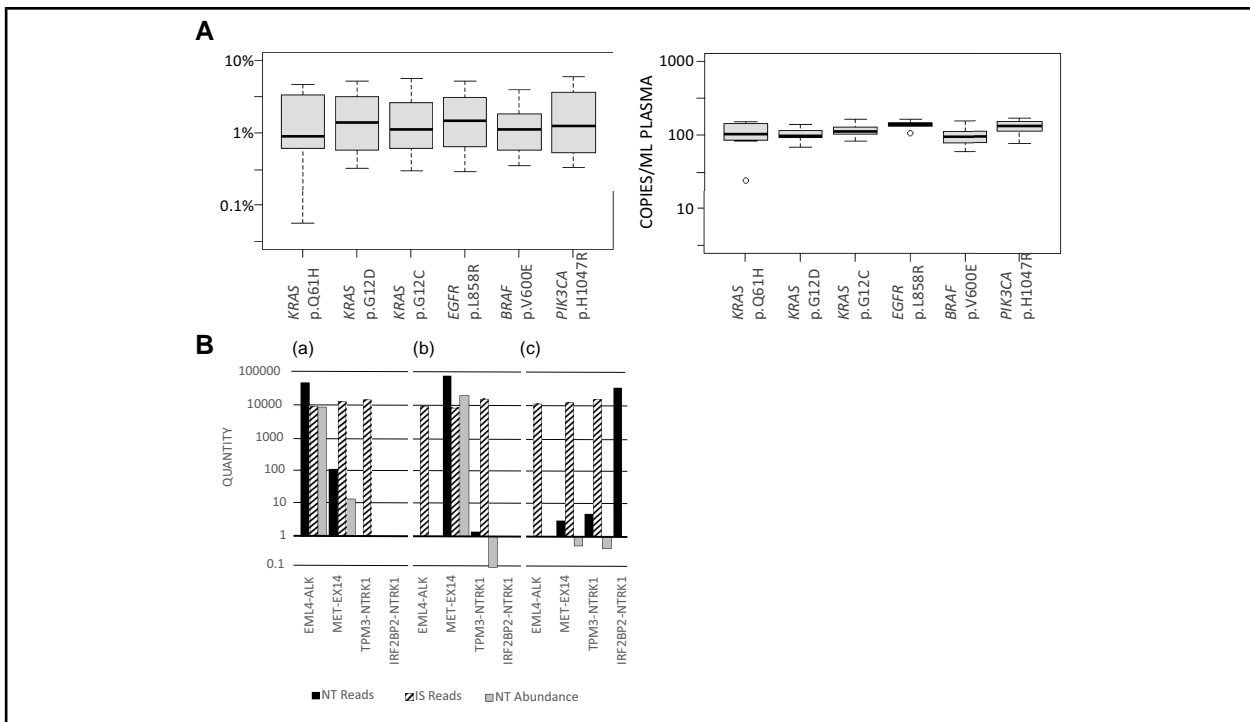 A
10%
1%
0.1%
KRAS p.Q61H
KRAS p.G12D
KRAS p.G12C
EGFR p.L858R
BRAF p.V600E
PIK3CA p.H1047R
COPIES/ML PLASMA
1000
100
10
KRAS p.Q61H
KRAS p.G12D
KRAS p.G12C
EGFR p.L858R
BRAF p.V600E
PIK3CA p.H1047R
B
(a) (b) (c)
QUANTITY
100000
10000
1000
100
10
1
0.1
EML4-ALK
MET-EX14
TPM3-NTRK1
IRF2BP2-NTRK1
EML4-ALK
MET-EX14
TPM3-NTRK1
IRF2BP2-NTRK1
EML4-ALK
MET-EX14
TPM3-NTRK1
IRF2BP2-NTRK1
NT Reads IS Reads NT Abundance